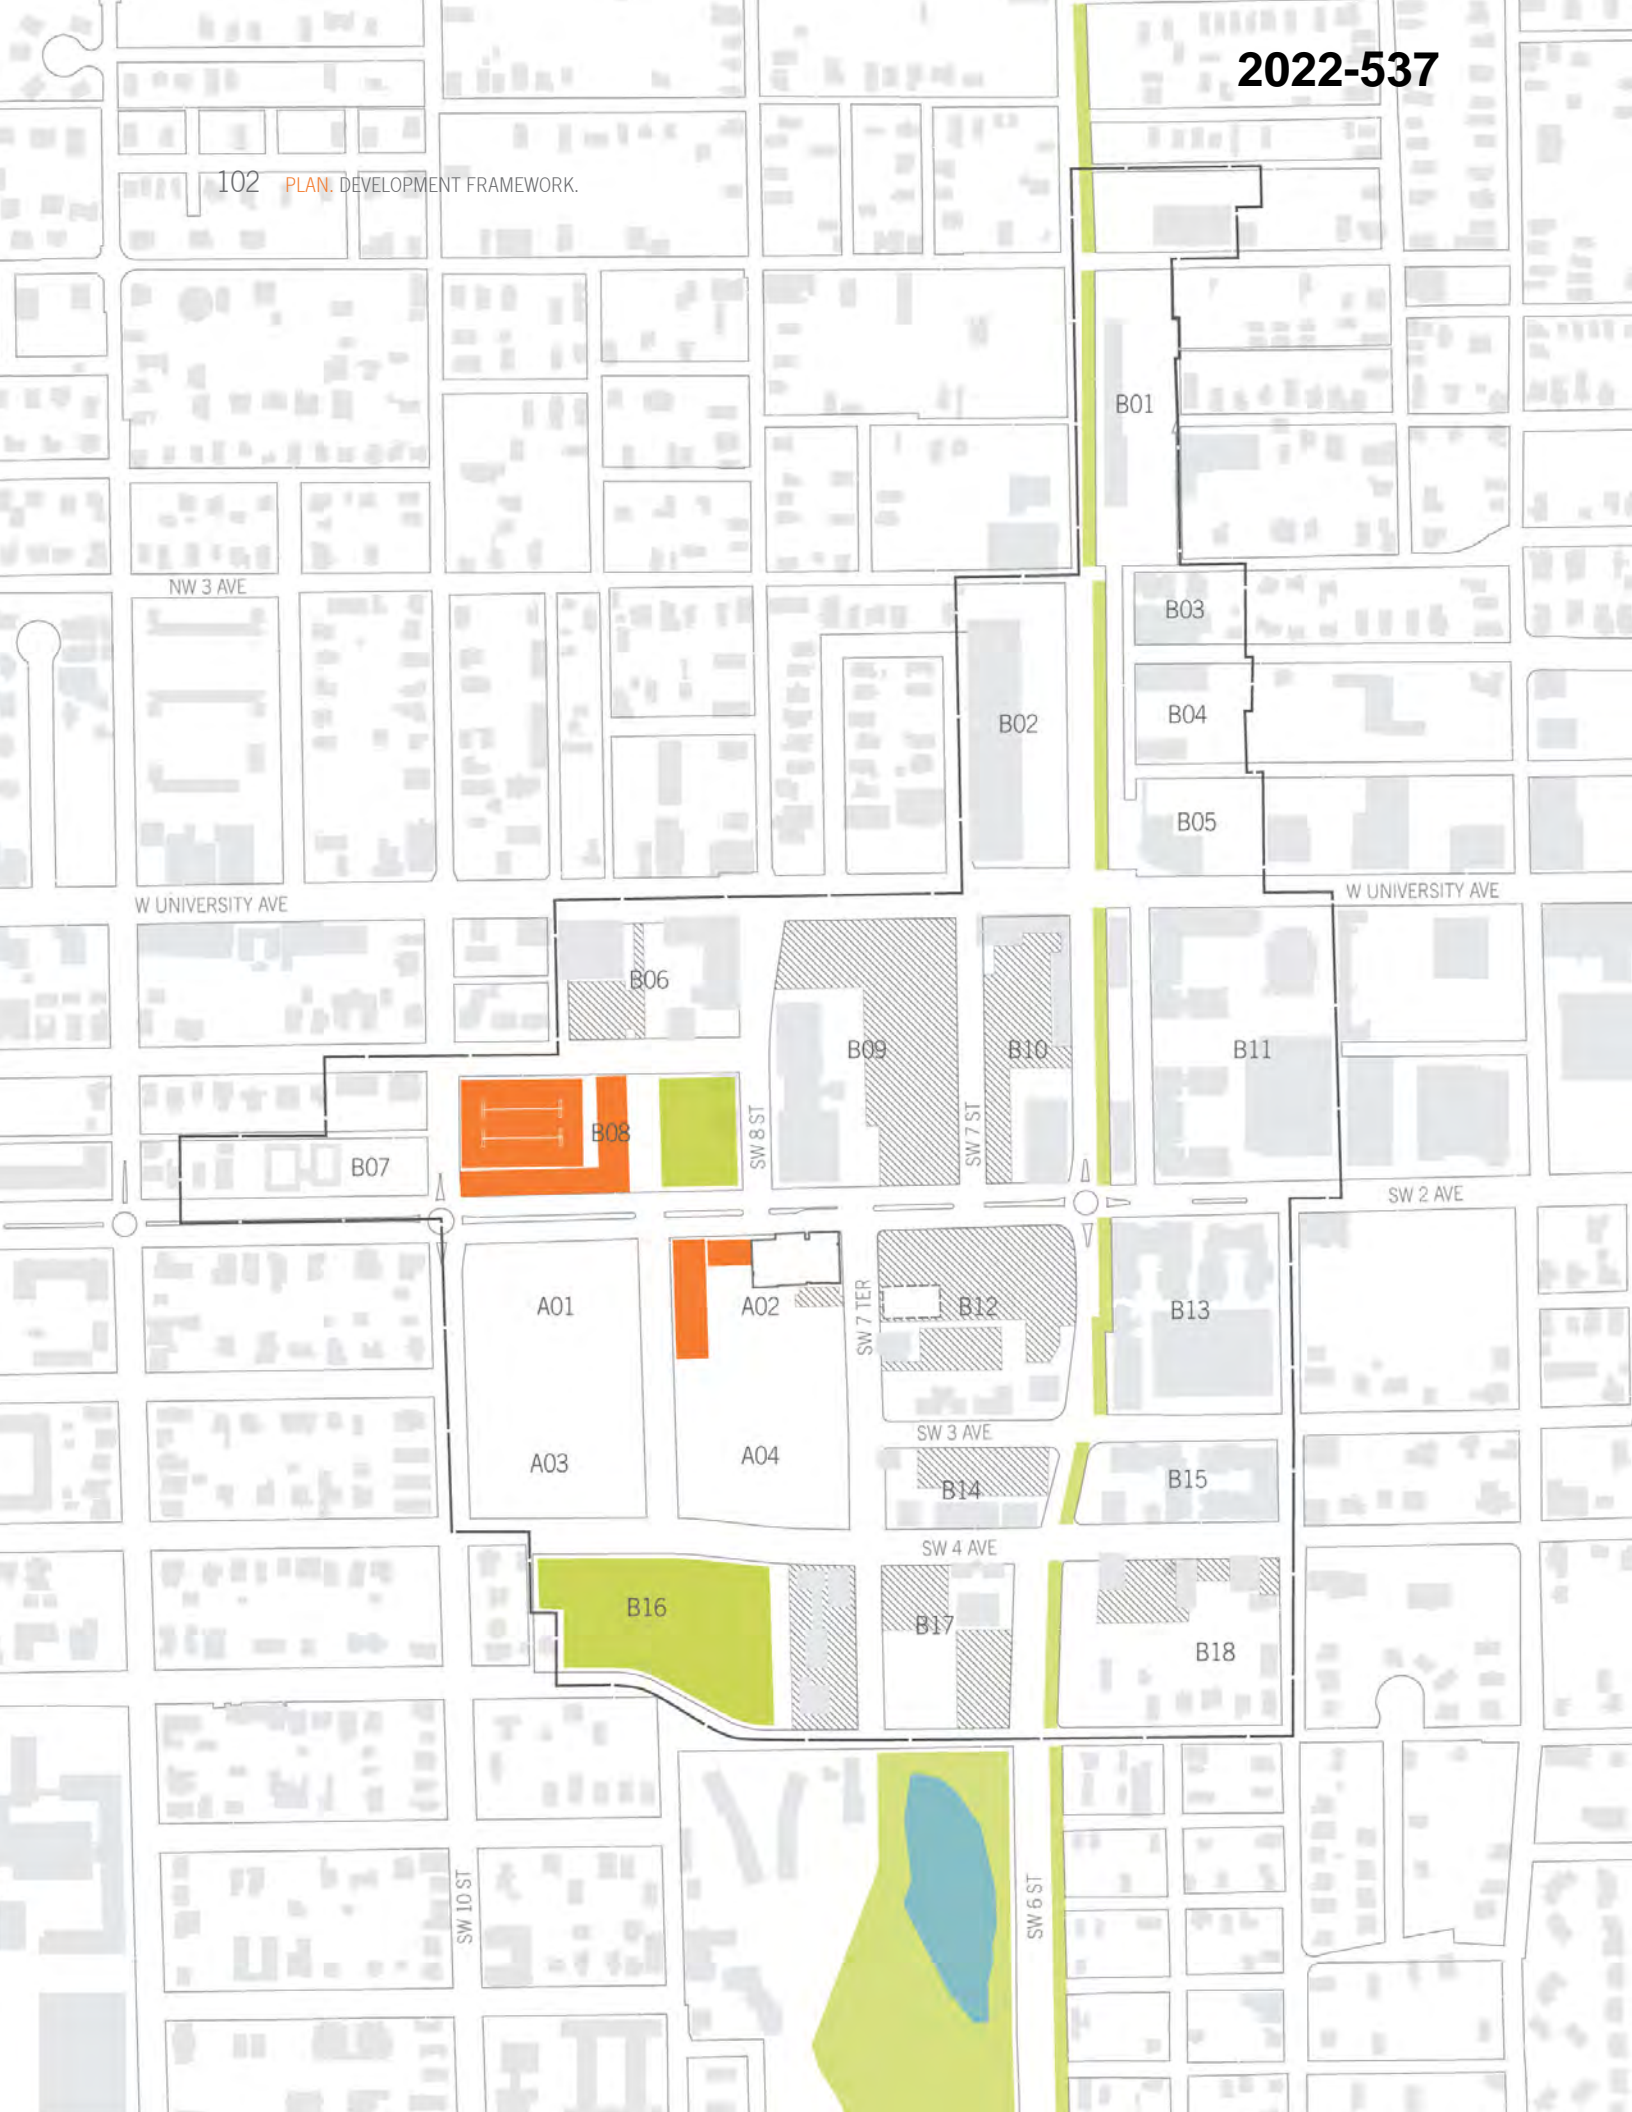 2022-537
102 PLAN. DEVELOPMENT FRAMEWORK.
B01
NW 3 AVE
B03
B04
B02
B05
W UNIVERSITY AVE
W UNIVERSITY AVE
B06
B09
B10
B11
B08
SW 8 ST
SW 7 ST
B07
SW 2 AVE
A01
A02
SW 7 TER
B12
B13
SW 3 AVE
A03
A04
B14
B15
SW 4 AVE
B16
B17
B18
SW 10 ST
SW 6 ST